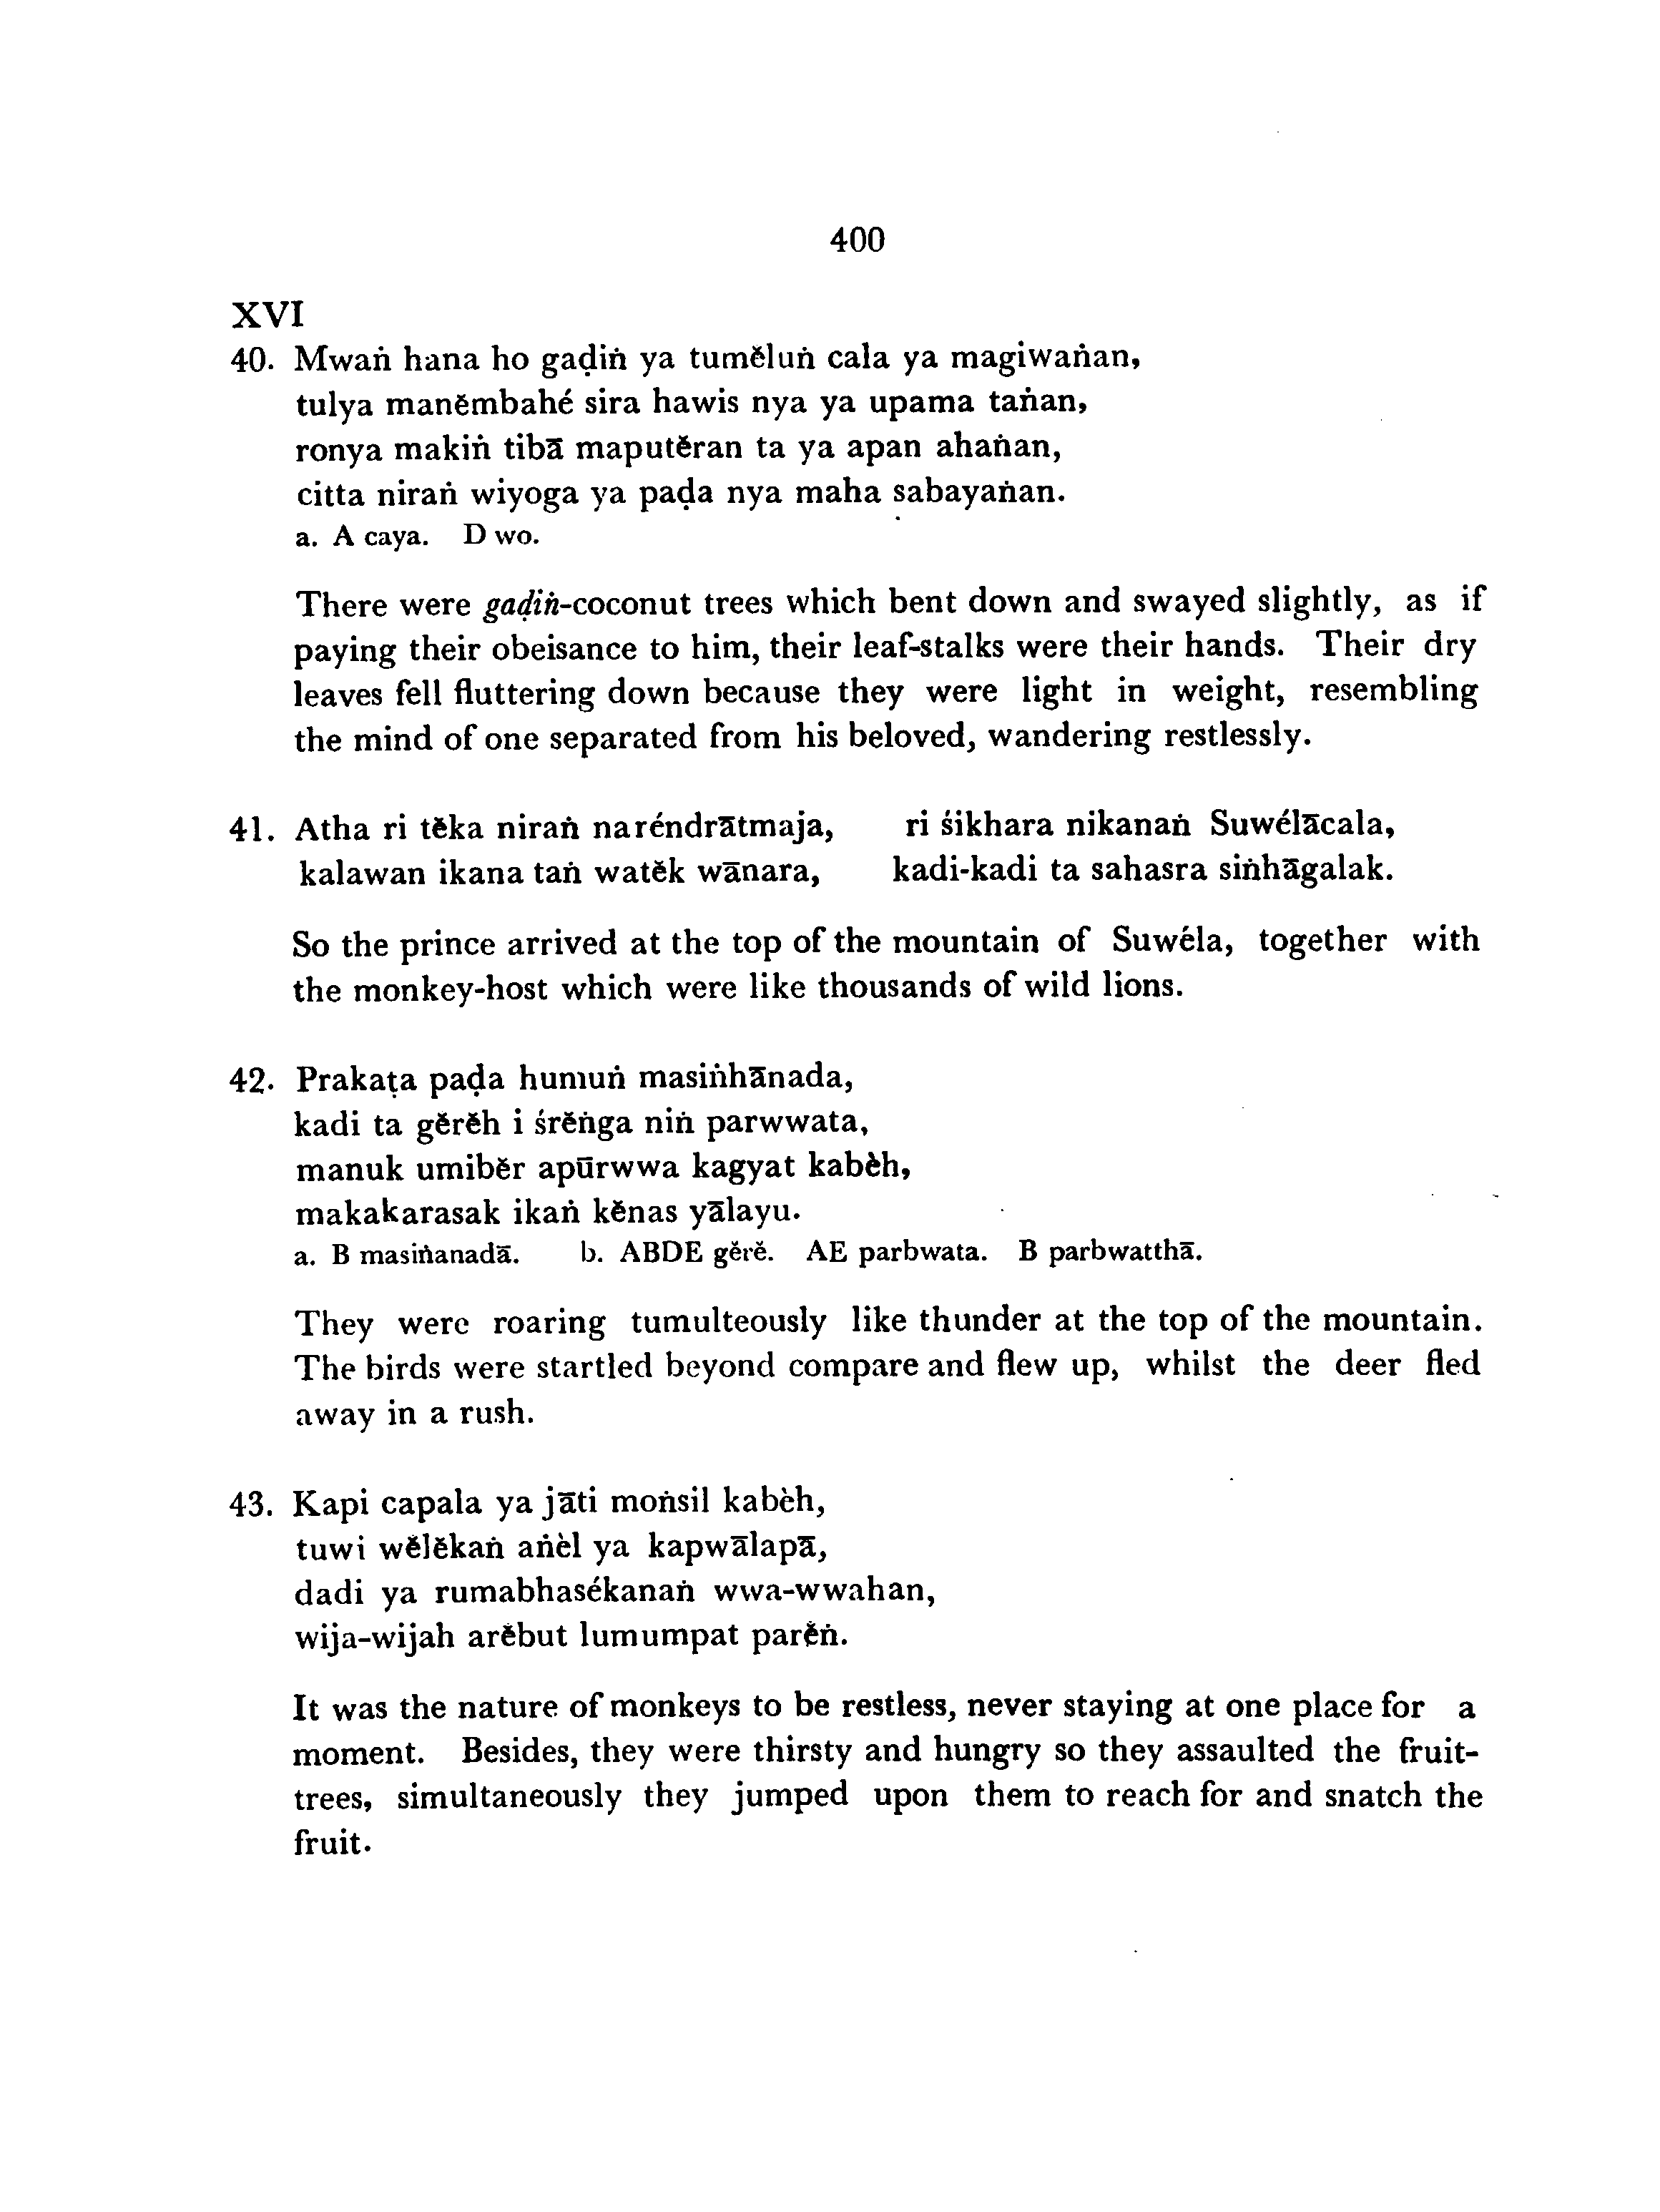 400
XVI
40. Mwaṅ hana ho gaḍiṅ ya tumĕluṅ cala ya magiwaṅan,
tulya manĕmbahé sira hawis nya ya upama taṅan,
ronya makiṅ tibā maputĕran ta ya apan ahaṅan,
citta niraṅ wiyoga ya paḍa nya maha sabayaṅan.
a. A caya. D wo.
There were gaḍiṅ-coconut trees which bent down and swayed slightly, as if
paying their obeisance to him, their leaf-stalks were their hands. Their dry
leaves fell fluttering down because they were light in weight, resembling
the mind of one separated from his beloved, wandering restlessly.
41. Atha ri tĕka niraṅ naréndrātmaja, ri śikhara nikanaṅ Suwélācala,
kalawan ikana taṅ watĕk wānara, kadi-kadi ta sahasra siṅhāgalak.
So the prince arrived at the top of the mountain of Suwéla, together with
the monkey-host which were like thousands of wild lions.
42. Prakaṭa paḍa humuṅ masiṅhānada,
kadi ta gĕrĕh i śrĕṅga niṅ parwwata,
manuk umibĕr apūrwwa kagyat kabèh,
makakarasak ikaṅ kĕnas yālayu.
a. B masiṅanadā. b. ABDE gĕrĕ. AE parbwata. B parbwatthā.
They were roaring tumulteously like thunder at the top of the mountain.
The birds were startled beyond compare and flew up, whilst the deer fled
away in a rush.
43. Kapi capala ya jāti moṅsil kabèh,
tuwi wĕlĕkaṅ aṅèl ya kapwālapā,
dadi ya rumabhasékanaṅ wwa-wwahan,
wija-wijah arĕbut lumumpat parĕṅ.
It was the nature of monkeys to be restless, never staying at one place for a
moment. Besides, they were thirsty and hungry so they assaulted the fruit-
trees, simultaneously they jumped upon them to reach for and snatch the
fruit.